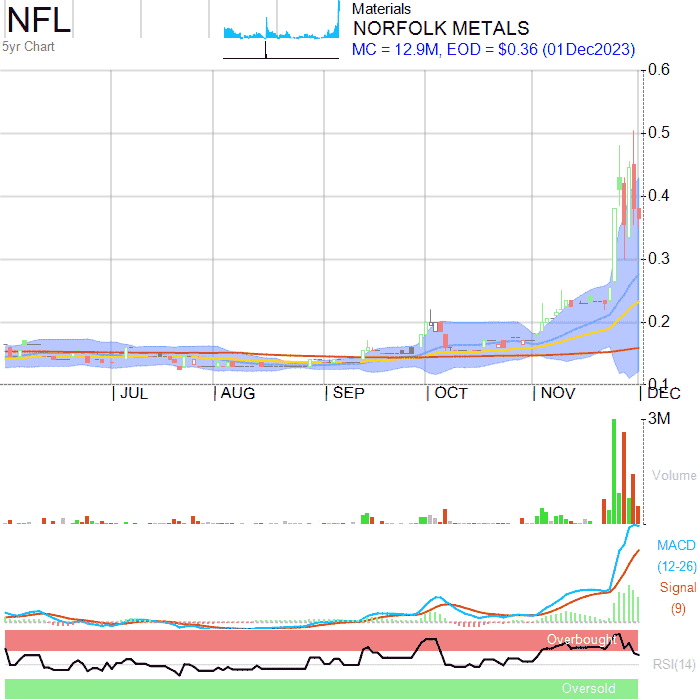 NFL
5yr Chart
Materials
NORFOLK METALS
MC = 12.9M, EOD = $0.36 (01Dec2023)
0.6
0.5
0.4
0.3
0.2
0.1
JUL
AUG
SEP
OCT
NOV
DEC
3M
Volume
MACD
(12-26)
Signal
(9)
Overbought
RSI(14)
Oversold